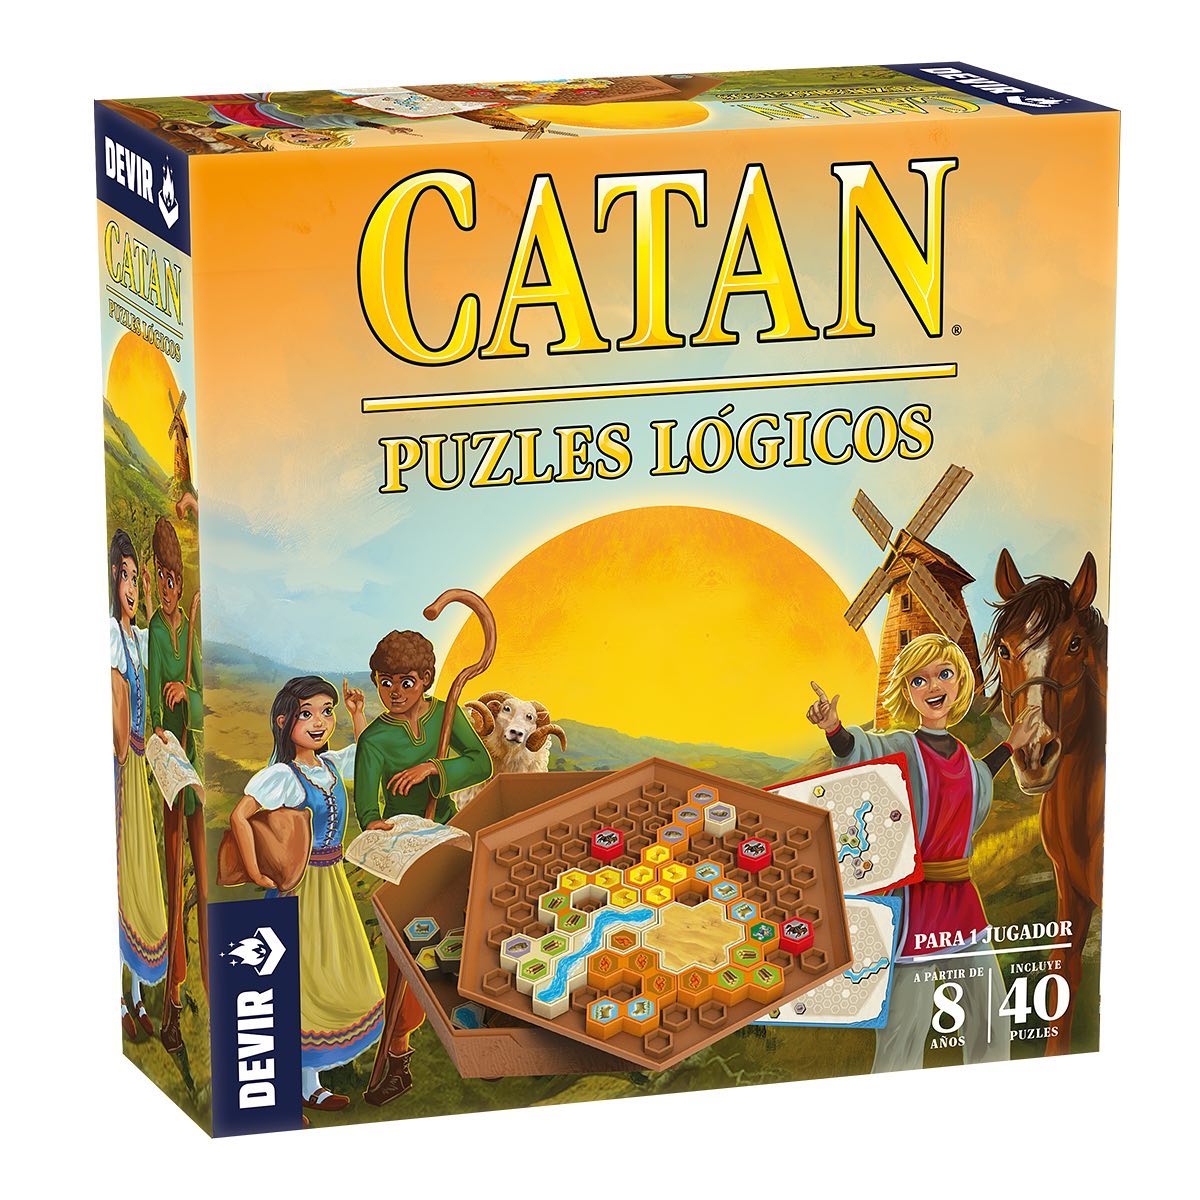 DEVIR
CATAN
DEVIR
CATAN
PUZLES LÓGICOS
CATAN®
PUZLES LÓGICOS
PARA 1 JUGADOR
A PARTIR DE
8
AÑOS
INCLUYE
40
PUZLES
DEVIR